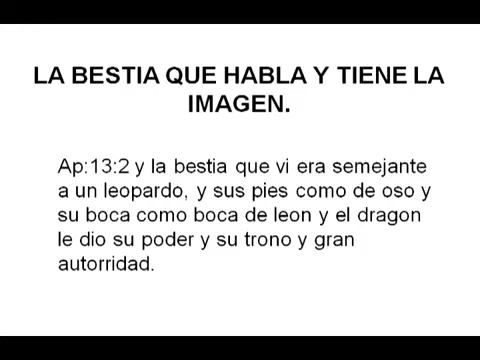 LA BESTIA QUE HABLA Y TIENE LA
IMAGEN.
Ap:13:2 y la bestia que vi era semejante
a un leopardo, y sus pies como de oso y
su boca como boca de leon y el dragon
le dio su poder y su trono y gran
autorridad.